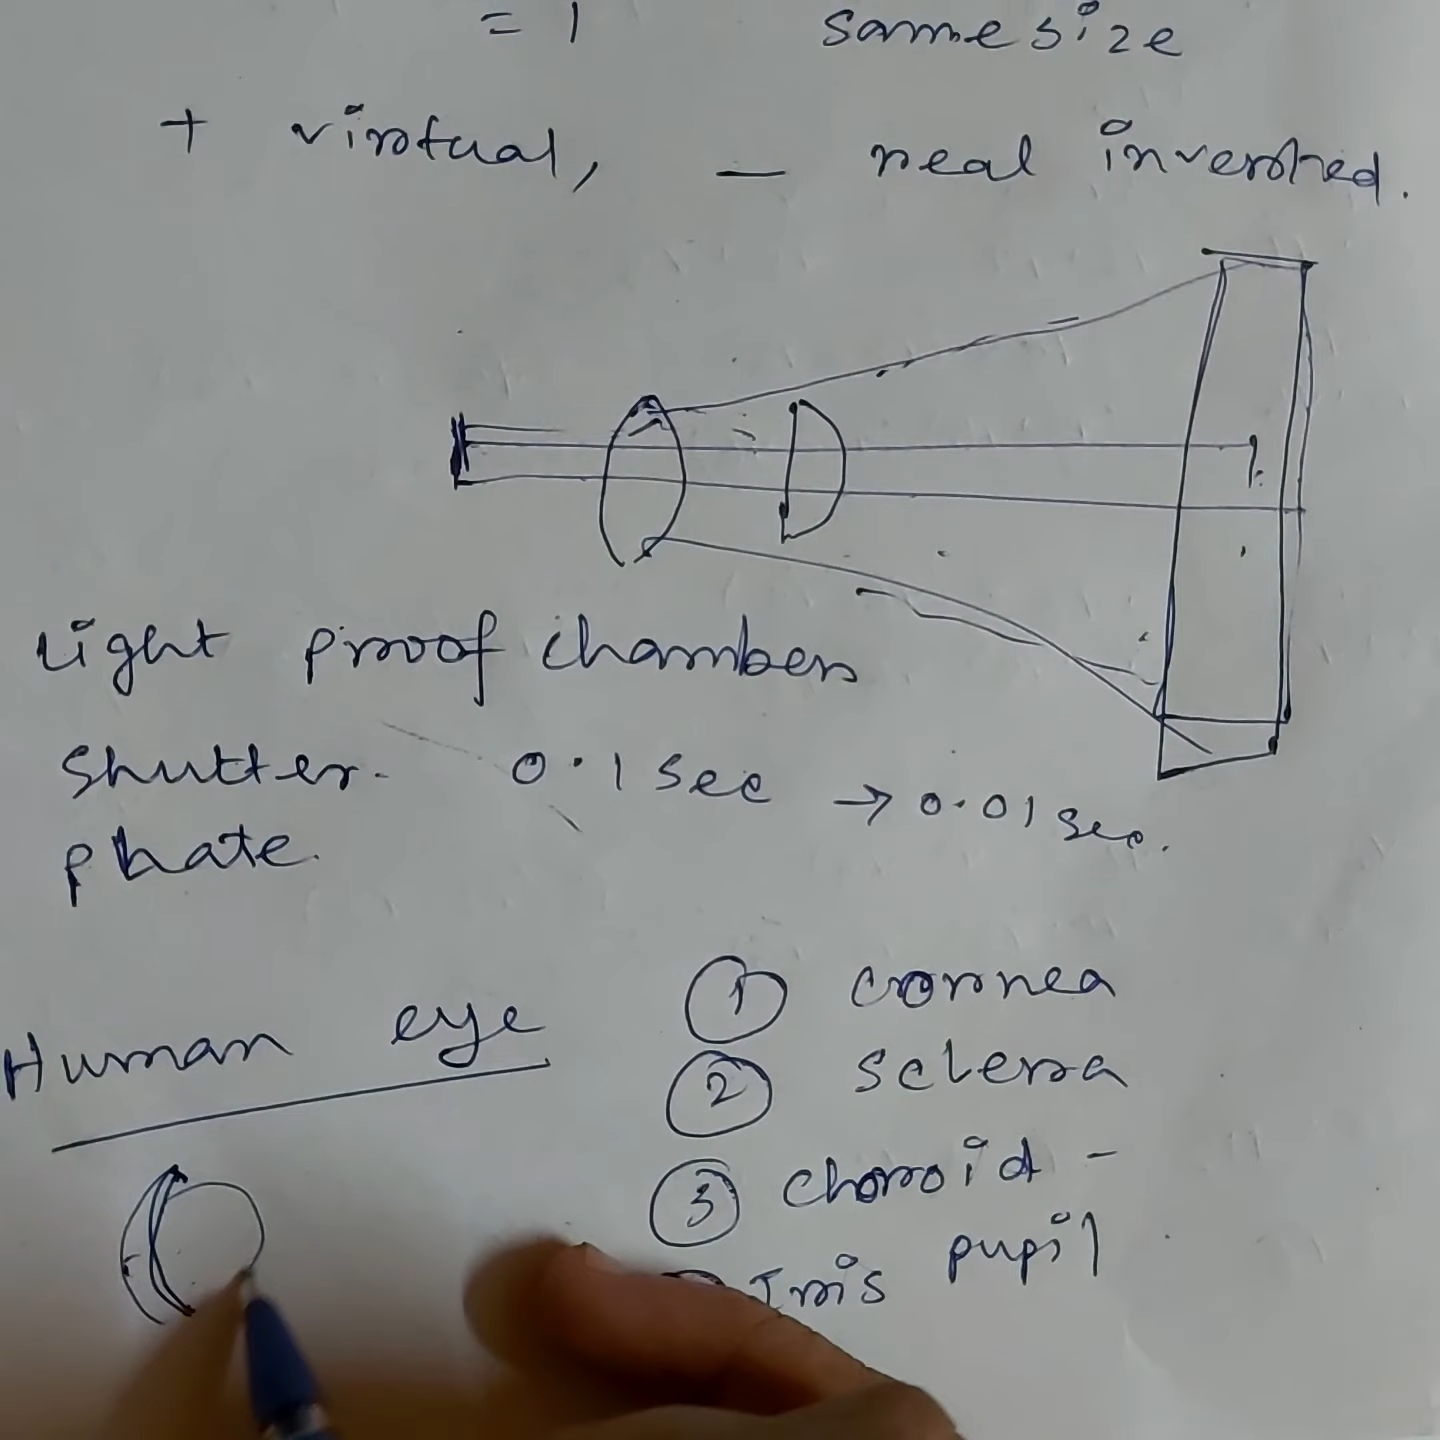 = 1 same size
+ virtual, — real inverted.
Light proof chamber
Shutter. 0.1 sec → 0.01 sec.
Phate.
Human eye
① cornea
② sclera
③ choroid -
Iris pupil